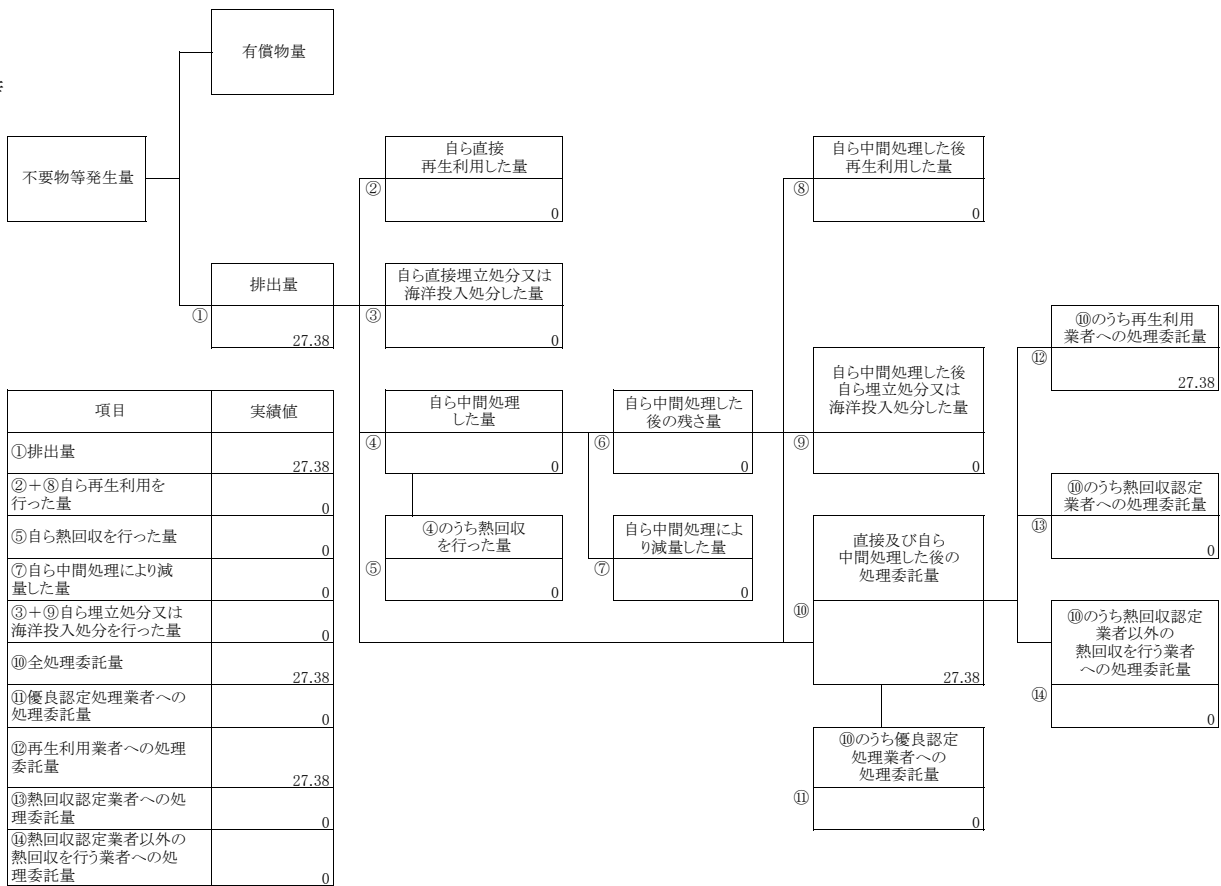 有償物量
不要物等発生量
自ら直接
再生利用した量
②
0
自ら中間処理した後
再生利用した量
⑧
0
排出量
①
27.38
自ら直接埋立処分又は
海洋投入処分した量
③
0
⑩のうち再生利用
業者への処理委託量
⑫
27.38
自ら中間処理
した量
④
0
自ら中間処理した
後の残さ量
⑥
0
自ら中間処理した後
自ら埋立処分又は
海洋投入処分した量
⑨
0
⑩のうち熱回収認定
業者への処理委託量
⑬
0
④のうち熱回収
を行った量
⑤
0
自ら中間処理によ
り減量した量
⑦
0
直接及び自ら
中間処理した後の
処理委託量
⑩
27.38
⑩のうち熱回収認定
業者以外の
熱回収を行う業者
への処理委託量
⑭
0
⑩のうち優良認定
処理業者への
処理委託量
⑪
0
項目 実績値
①排出量
27.38
②+⑧自ら再生利用を
行った量
0
⑤自ら熱回収を行った量
0
⑦自ら中間処理により減
量した量
0
③+⑨自ら埋立処分又は
海洋投入処分を行った量
0
⑩全処理委託量
27.38
⑪優良認定処理業者への
処理委託量
0
⑫再生利用業者への処理
委託量
27.38
⑬熱回収認定業者への処
理委託量
0
⑭熱回収認定業者以外の
熱回収を行う業者への処
理委託量
0